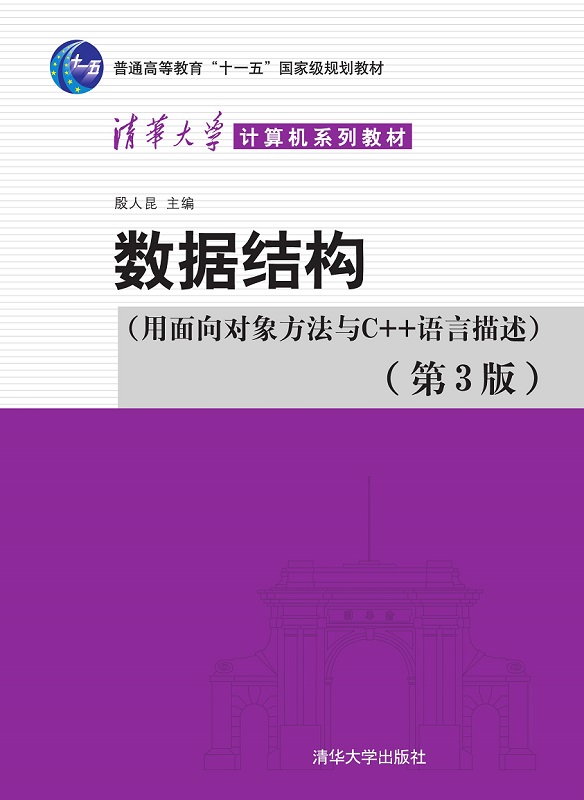 十一五
普通高等教育“十一五”国家级规划教材
清华大学 计算机系列教材
殷人昆 主编
数据结构
(用面向对象方法与C++语言描述)
(第3版)
清华大学出版社